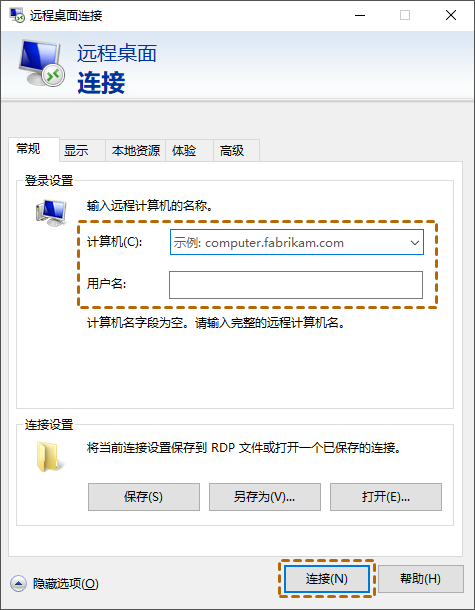 远程桌面连接
远程桌面
连接
常规 显示 本地资源 体验 高级
登录设置
输入远程计算机的名称。
计算机(C): 示例: computer.fabrikam.com
用户名:
计算机名字段为空。请输入完整的远程计算机名。
连接设置
将当前连接设置保存到 RDP 文件或打开一个已保存的连接。
保存(S) 另存为(V)... 打开(E)...
隐藏选项(O) 连接(N) 帮助(H)